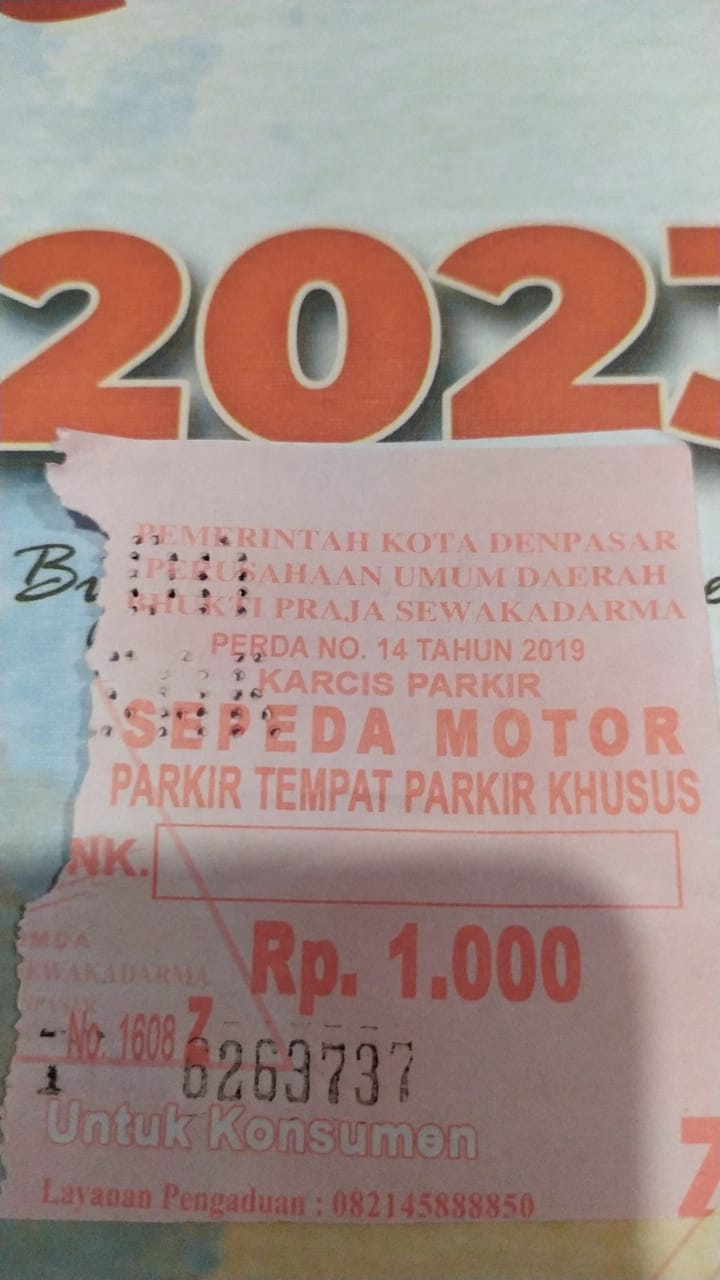 2023
PEMERINTAH KOTA DENPASAR
PERUSAHAAN UMUM DAERAH
BHUKTI PRAJA SEWAKADARMA
PERDA NO. 14 TAHUN 2019
KARCIS PARKIR
SEPEDA MOTOR
PARKIR TEMPAT PARKIR KHUSUS
NK.
Rp. 1.000
EWAKADARMA
No. 1608 Z
6263737
Untuk Konsumen
Layanan Pengaduan : 082145888850
Z